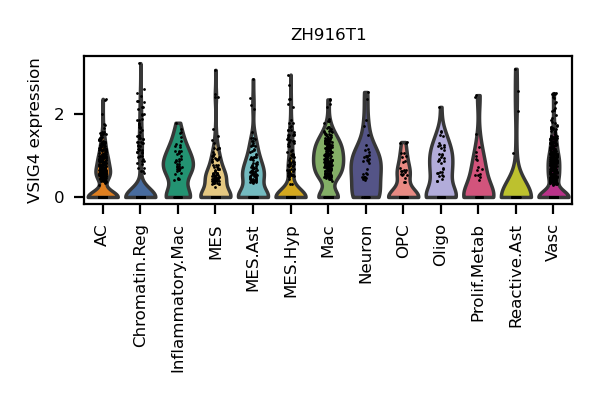 ZH916T1
VSIG4 expression
2
0
AC
Chromatin.Reg
Inflammatory.Mac
MES
MES.Ast
MES.Hyp
Mac
Neuron
OPC
Oligo
Prolif.Metab
Reactive.Ast
Vasc